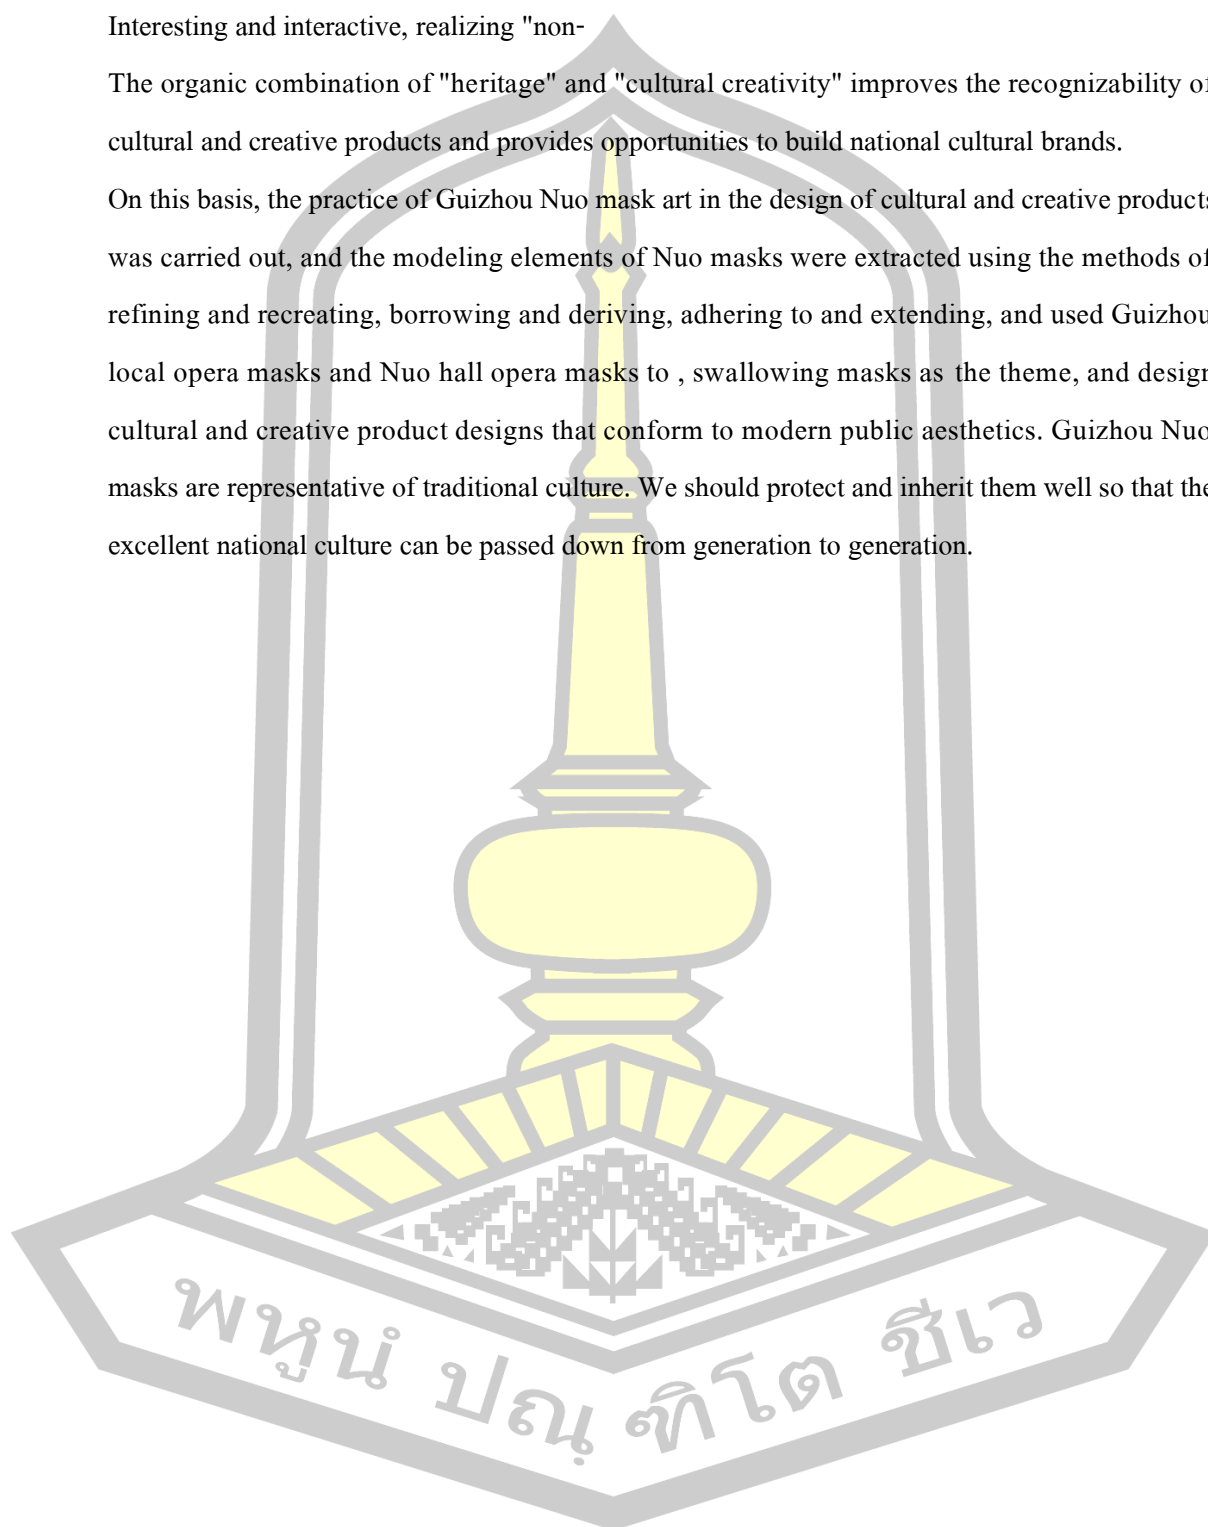 Interesting and interactive, realizing "non-
The organic combination of "heritage" and "cultural creativity" improves the recognizability of
cultural and creative products and provides opportunities to build national cultural brands.
On this basis, the practice of Guizhou Nuo mask art in the design of cultural and creative products
was carried out, and the modeling elements of Nuo masks were extracted using the methods of
refining and recreating, borrowing and deriving, adhering to and extending, and used Guizhou
local opera masks and Nuo hall opera masks to , swallowing masks as the theme, and design
cultural and creative product designs that conform to modern public aesthetics. Guizhou Nuo
masks are representative of traditional culture. We should protect and inherit them well so that the
excellent national culture can be passed down from generation to generation.
พหูนํ ปณฺฑิโต ชีเว